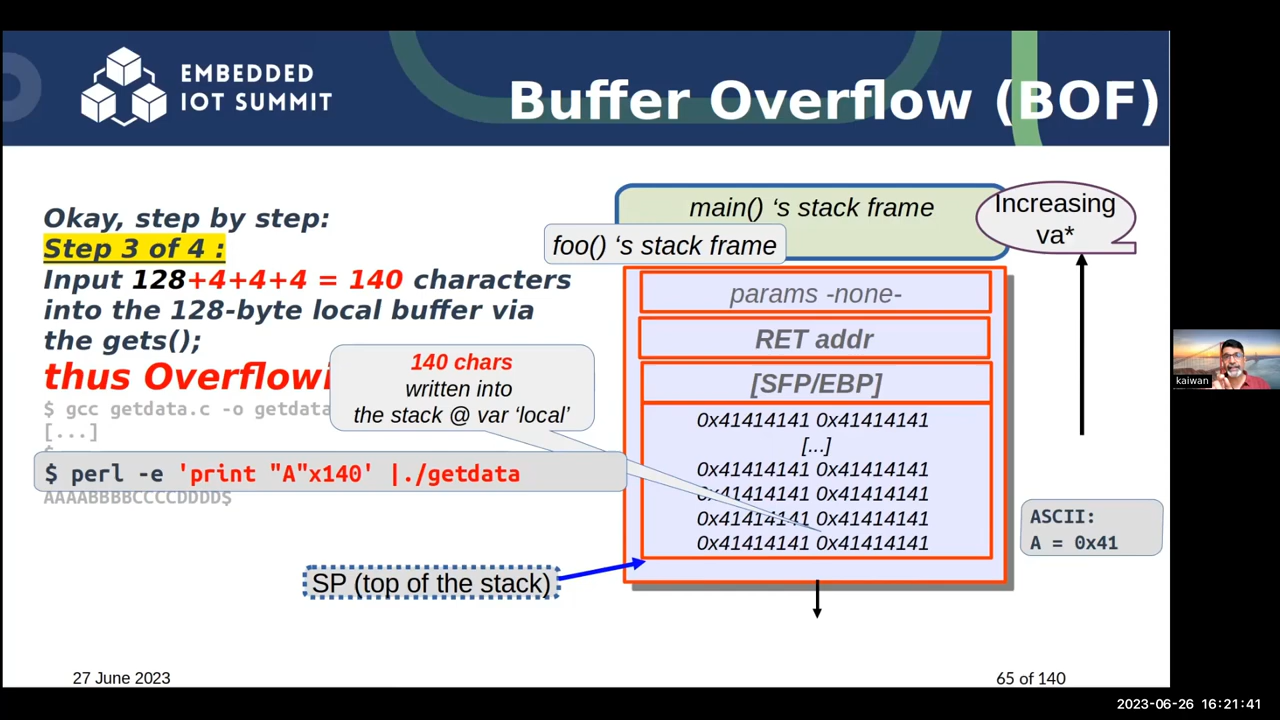 EMBEDDED
IOT SUMMIT
Buffer Overflow (BOF)
Okay, step by step:
Step 3 of 4 :
Input 128+4+4+4 = 140 characters
into the 128-byte local buffer via
the gets();
thus Overflowi
$ gcc getdata.c -o getdata
[...]
$ perl -e 'print "A"x140' |./getdata
AAAABBBBCCCCDDDD$
140 chars
written into
the stack @ var ‘local’
SP (top of the stack)
main() ‘s stack frame
foo() ‘s stack frame
params -none-
RET addr
[SFP/EBP]
0x41414141 0x41414141
[...]
0x41414141 0x41414141
0x41414141 0x41414141
0x41414141 0x41414141
0x41414141 0x41414141
Increasing
va*
ASCII:
A = 0x41
kaiwan
27 June 2023
65 of 140
2023-06-26 16:21:41